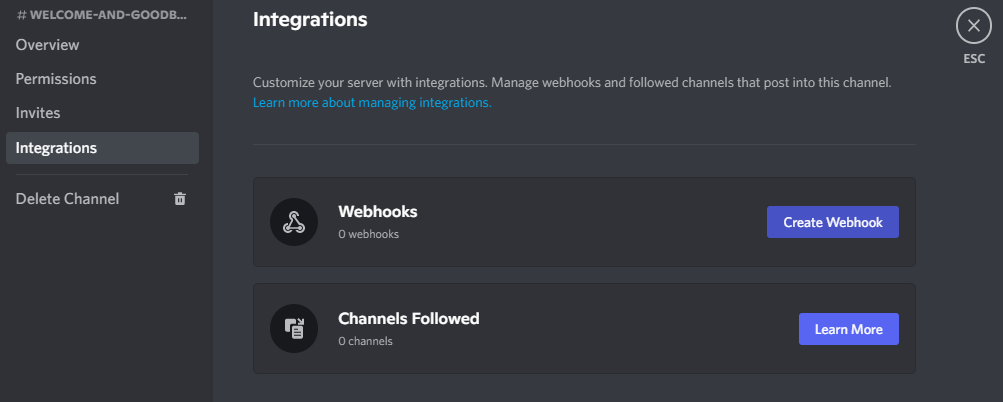 # WELCOME-AND-GOODB...
Overview
Permissions
Invites
Integrations
Delete Channel
Integrations
ESC
Customize your server with integrations. Manage webhooks and followed channels that post into this channel.
Learn more about managing integrations.
Webhooks
0 webhooks
Create Webhook
Channels Followed
0 channels
Learn More